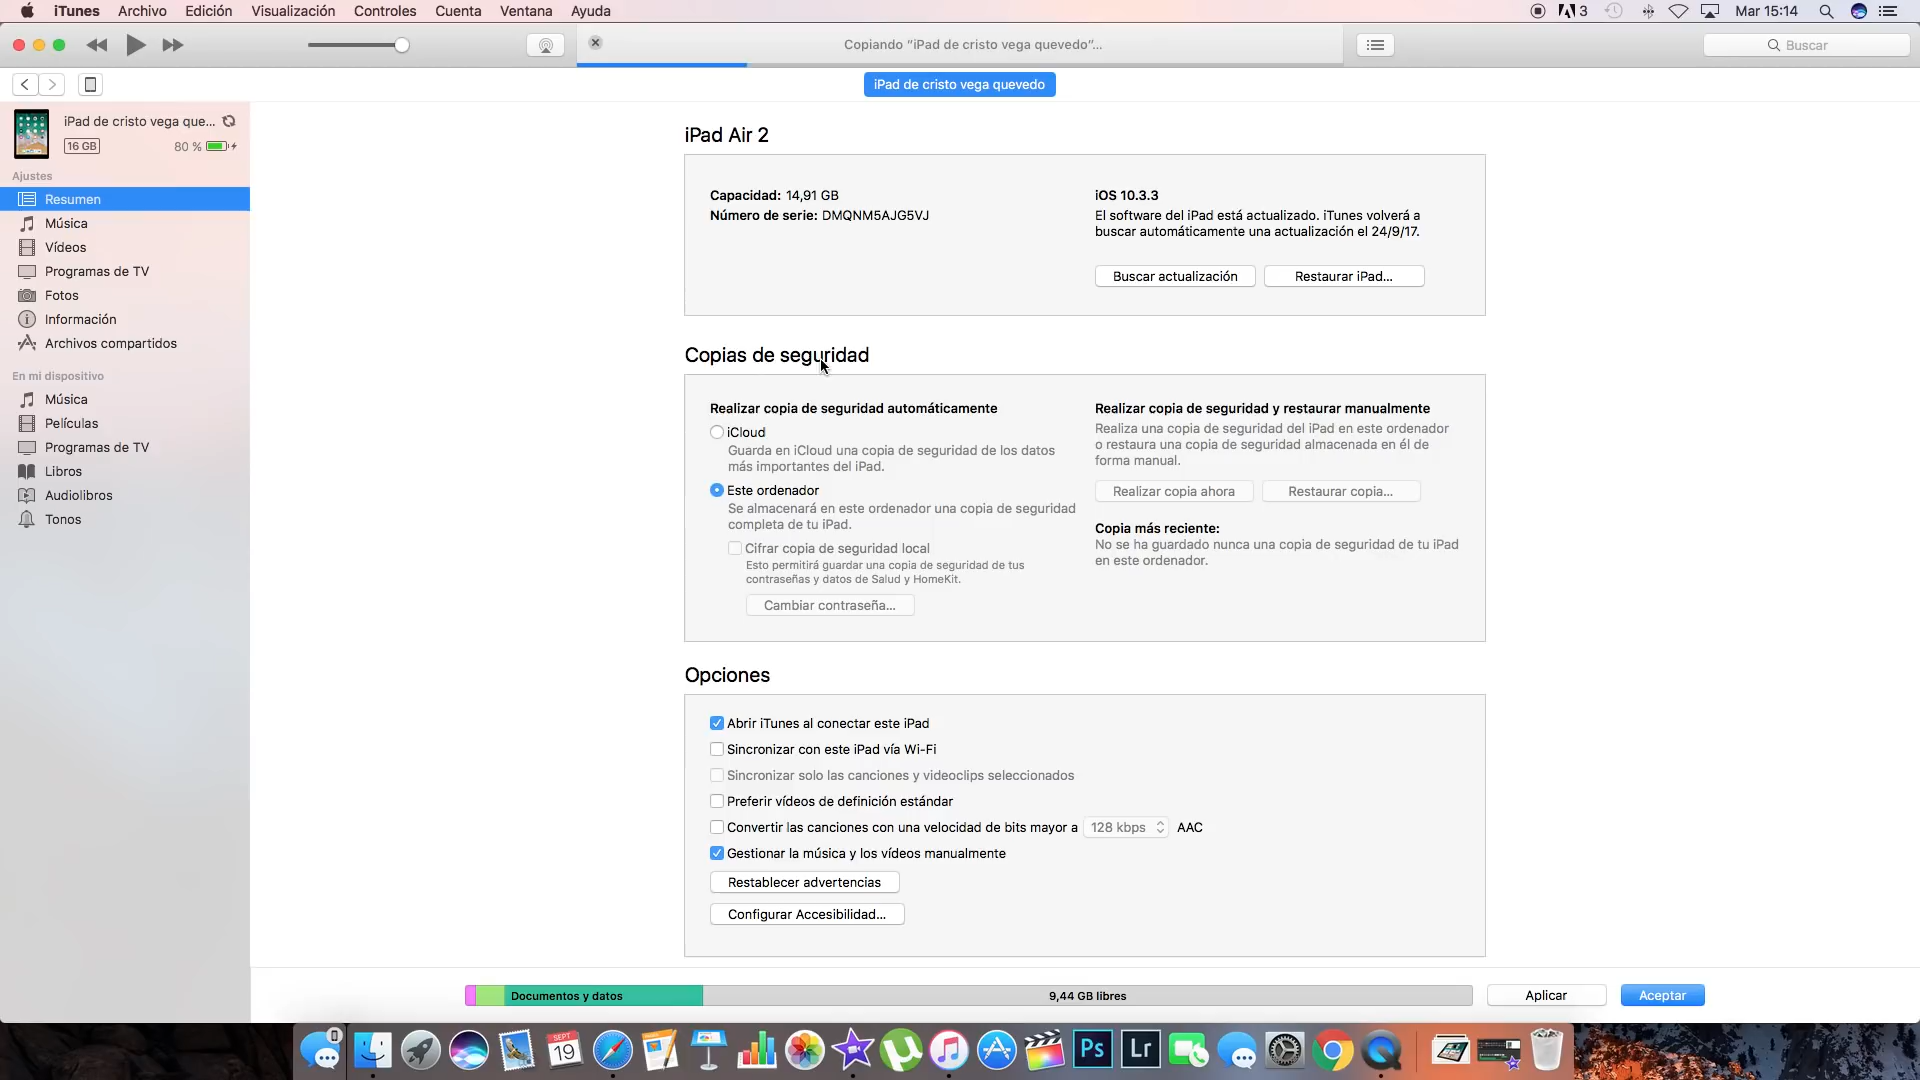 iTunes Archivo Edición Visualización Controles Cuenta Ventana Ayuda
3 Mar 15:14
Copiando “iPad de cristo vega quevedo”...
Buscar
iPad de cristo vega quevedo
iPad de cristo vega que...
16 GB 80 %
Ajustes
Resumen
Música
Vídeos
Programas de TV
Fotos
Información
Archivos compartidos
En mi dispositivo
Música
Películas
Programas de TV
Libros
Audiolibros
Tonos
iPad Air 2
Capacidad: 14,91 GB
Número de serie: DMQNM5AJG5VJ
iOS 10.3.3
El software del iPad está actualizado. iTunes volverá a
buscar automáticamente una actualización el 24/9/17.
Buscar actualización Restaurar iPad...
Copias de seguridad
Realizar copia de seguridad automáticamente
iCloud
Guarda en iCloud una copia de seguridad de los datos
más importantes del iPad.
Este ordenador
Se almacenará en este ordenador una copia de seguridad
completa de tu iPad.
Cifrar copia de seguridad local
Esto permitirá guardar una copia de seguridad de tus
contraseñas y datos de Salud y HomeKit.
Cambiar contraseña...
Realizar copia de seguridad y restaurar manualmente
Realiza una copia de seguridad del iPad en este ordenador
o restaura una copia de seguridad almacenada en él de
forma manual.
Realizar copia ahora Restaurar copia...
Copia más reciente:
No se ha guardado nunca una copia de seguridad de tu iPad
en este ordenador.
Opciones
Abrir iTunes al conectar este iPad
Sincronizar con este iPad vía Wi-Fi
Sincronizar solo las canciones y videoclips seleccionados
Preferir vídeos de definición estándar
Convertir las canciones con una velocidad de bits mayor a 128 kbps AAC
Gestionar la música y los vídeos manualmente
Restablecer advertencias
Configurar Accesibilidad...
Documentos y datos 9,44 GB libres Aplicar Aceptar
SEPT
19
Ps Lr